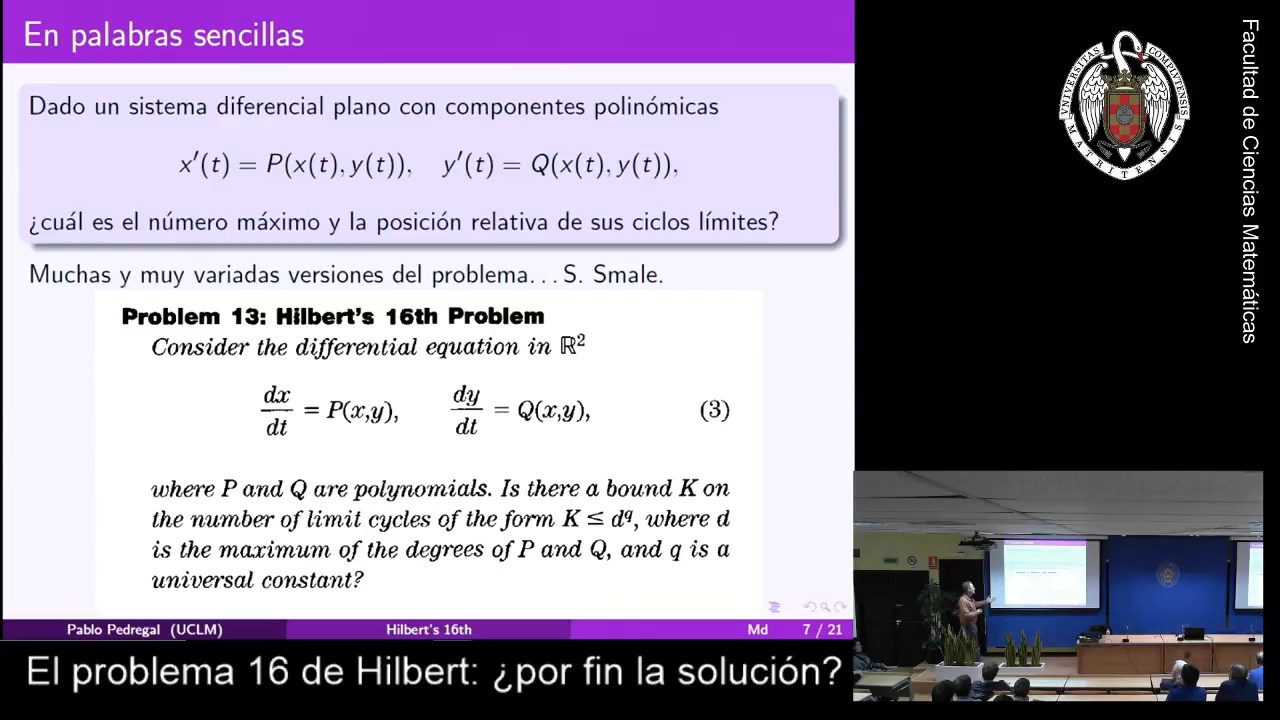 En palabras sencillas
Dado un sistema diferencial plano con componentes polinómicas
x′(t) = P(x(t), y(t)), y′(t) = Q(x(t), y(t)),
¿cuál es el número máximo y la posición relativa de sus ciclos límites?
Muchas y muy variadas versiones del problema. . . S. Smale.
Problem 13: Hilbert's 16th Problem
Consider the differential equation in ℝ²
dx/dt = P(x,y), dy/dt = Q(x,y), (3)
where P and Q are polynomials. Is there a bound K on
the number of limit cycles of the form K ≤ d^q, where d
is the maximum of the degrees of P and Q, and q is a
universal constant?
Pablo Pedregal (UCLM) Hilbert's 16th Md 7 / 21
El problema 16 de Hilbert: ¿por fin la solución?
UNIVERSITAS COMPLUTENSIS
MATRITENSIS
Facultad de Ciencias Matemáticas